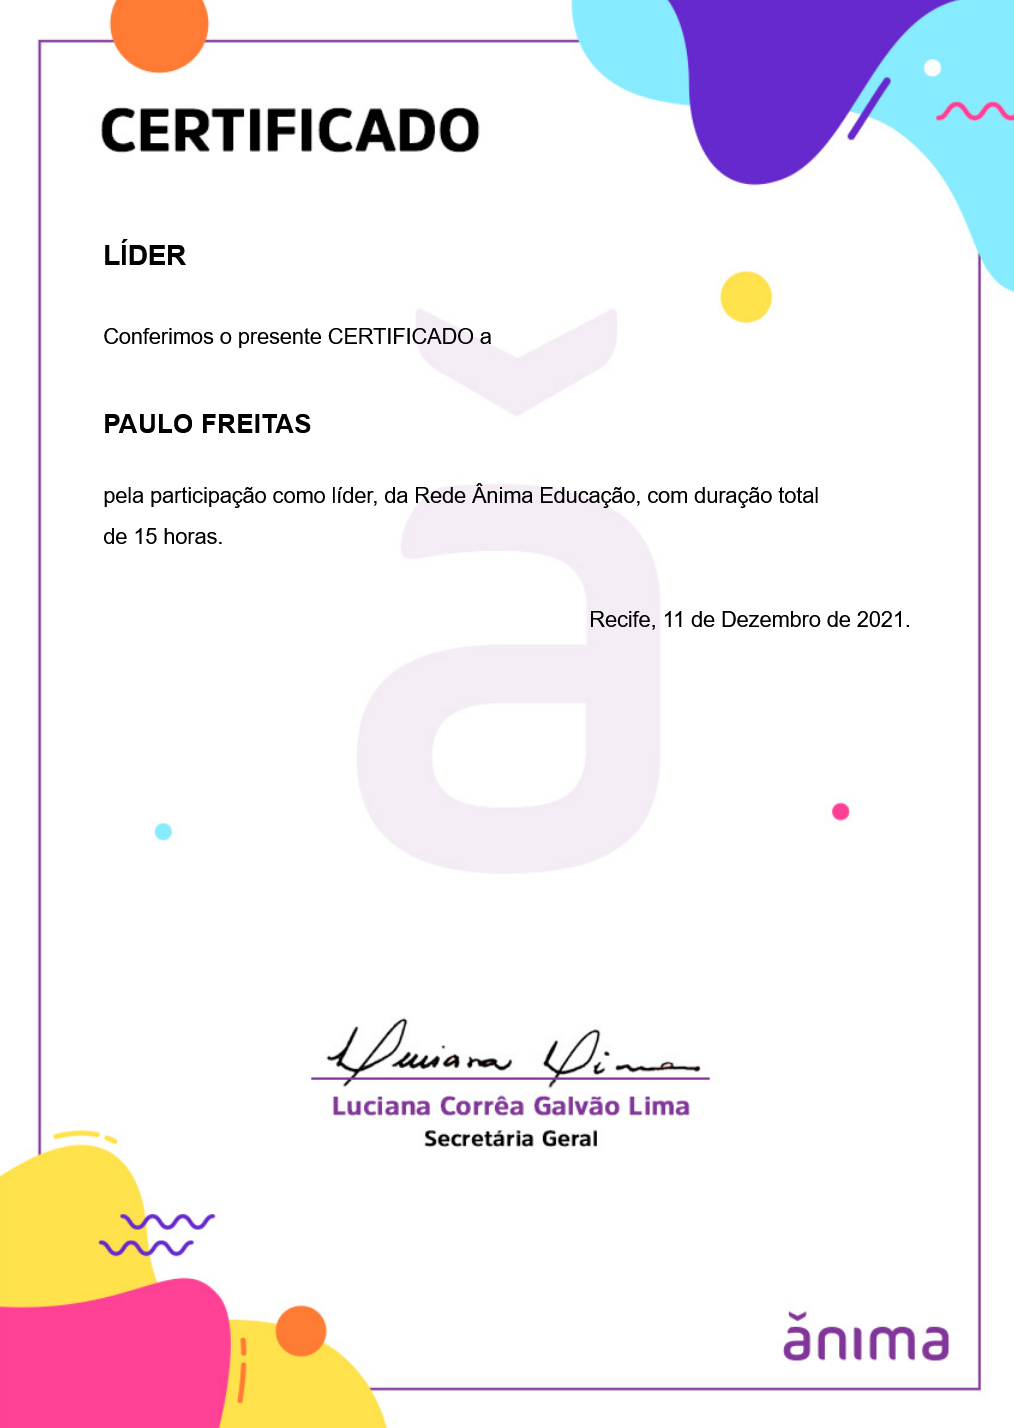 CERTIFICADO
LÍDER
Conferimos o presente CERTIFICADO a
PAULO FREITAS
pela participação como líder, da Rede Ânima Educação, com duração total
de 15 horas.
Recife, 11 de Dezembro de 2021.
Luciana Lima
Luciana Corrêa Galvão Lima
Secretária Geral
ănıma